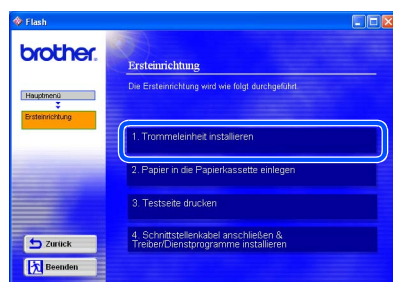 Flash
brother.
Hauptmenü
Ersteinrichtung
Zurück
Beenden
Ersteinrichtung
Die Ersteinrichtung wird wie folgt durchgeführt
1. Trommeleinheit installieren
2. Papier in die Papierkassette einlegen
3. Testseite drucken
4. Schnittstellenkabel anschließen &
Treiber/Dienstprogramme installieren